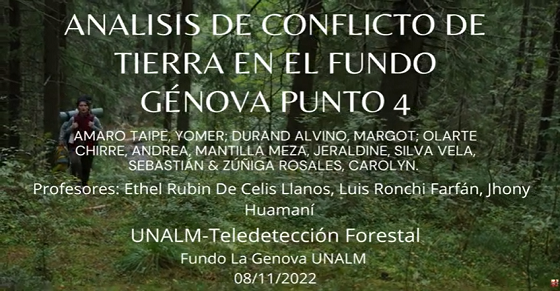 ANALISIS DE CONFLICTO DE
TIERRA EN EL FUNDO
GÉNOVA PUNTO 4
AMARO TAIPE, YOMER; DURAND ALVINO, MARGOT; OLARTE
CHIRRE, ANDREA, MANTILLA MEZA, JERALDINE, SILVA VELA,
SEBASTIÁN & ZÚÑIGA ROSALES, CAROLYN.
Profesores: Ethel Rubin De Celis Llanos, Luis Ronchi Farfán, Jhony
Huamaní
UNALM-Teledetección Forestal
Fundo La Genova UNALM
08/11/2022